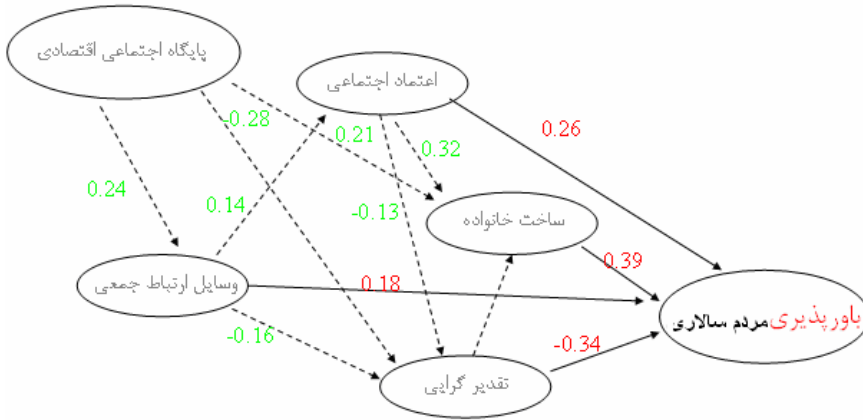 پایگاه اجتماعی اقتصادی
اعتماد اجتماعی
-0.28
0.21
0.26
0.32
0.24
0.14
-0.13
ساخت خانواده
0.39
وسایل ارتباط جمعی
0.18
باورپذیری مردم سالاری
-0.16
-0.34
تقدیر گرایی